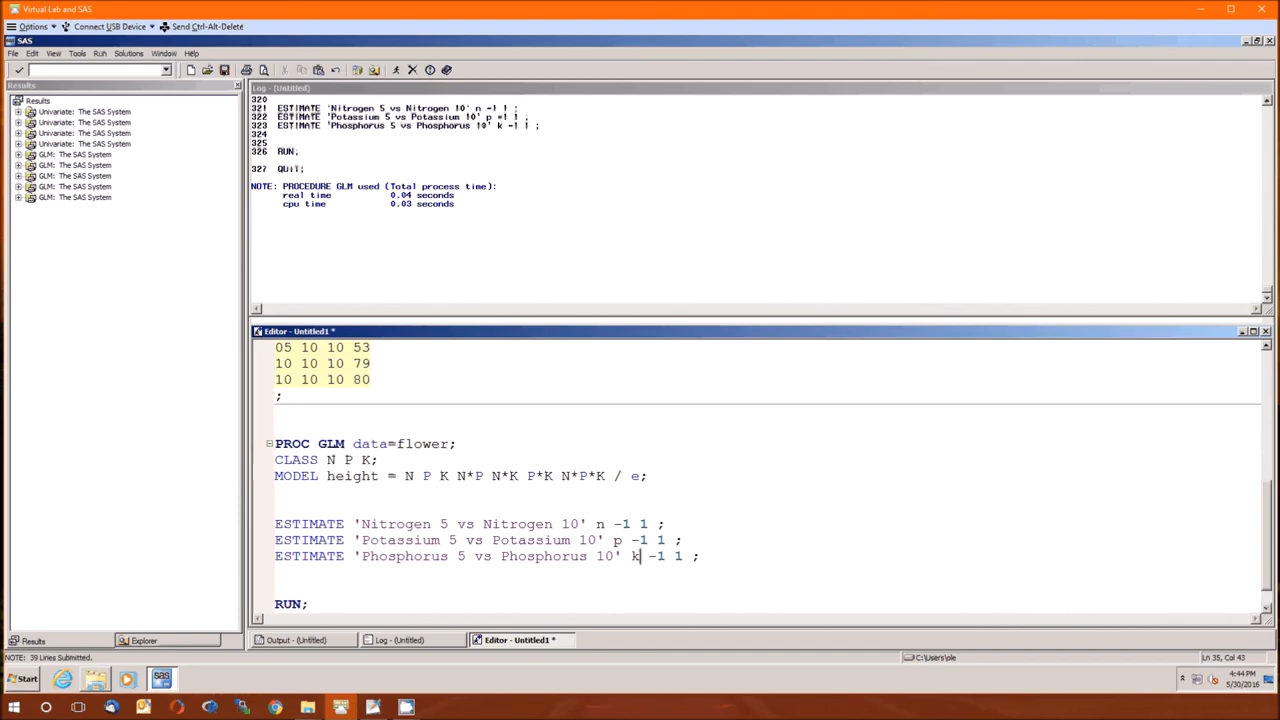 Virtual Lab and SAS
Options Connect USB Device Send Ctrl-Alt-Delete
SAS
File Edit View Tools Run Solutions Window Help
Results
Results
Univariate: The SAS System
Univariate: The SAS System
Univariate: The SAS System
Univariate: The SAS System
GLM: The SAS System
GLM: The SAS System
GLM: The SAS System
GLM: The SAS System
GLM: The SAS System
Log - (Untitled)
320
321 ESTIMATE 'Nitrogen 5 vs Nitrogen 10' n -1 1 ;
322 ESTIMATE 'Potassium 5 vs Potassium 10' p -1 1 ;
323 ESTIMATE 'Phosphorus 5 vs Phosphorus 10' k -1 1 ;
324
325
326 RUN;
327 QUIT;
NOTE: PROCEDURE GLM used (Total process time):
real time 0.04 seconds
cpu time 0.03 seconds
Editor - Untitled1 *
05 10 10 53
10 10 10 79
10 10 10 80
;
PROC GLM data=flower;
CLASS N P K;
MODEL height = N P K N*P N*K P*K N*P*K / e;
ESTIMATE 'Nitrogen 5 vs Nitrogen 10' n -1 1 ;
ESTIMATE 'Potassium 5 vs Potassium 10' p -1 1 ;
ESTIMATE 'Phosphorus 5 vs Phosphorus 10' k -1 1 ;
RUN;
Results Explorer
Output - (Untitled) Log - (Untitled) Editor - Untitled1 *
NOTE: 39 Lines Submitted. C:\Users\ole Ln 35, Col 43
Start sas 4:44 PM
5/30/2016